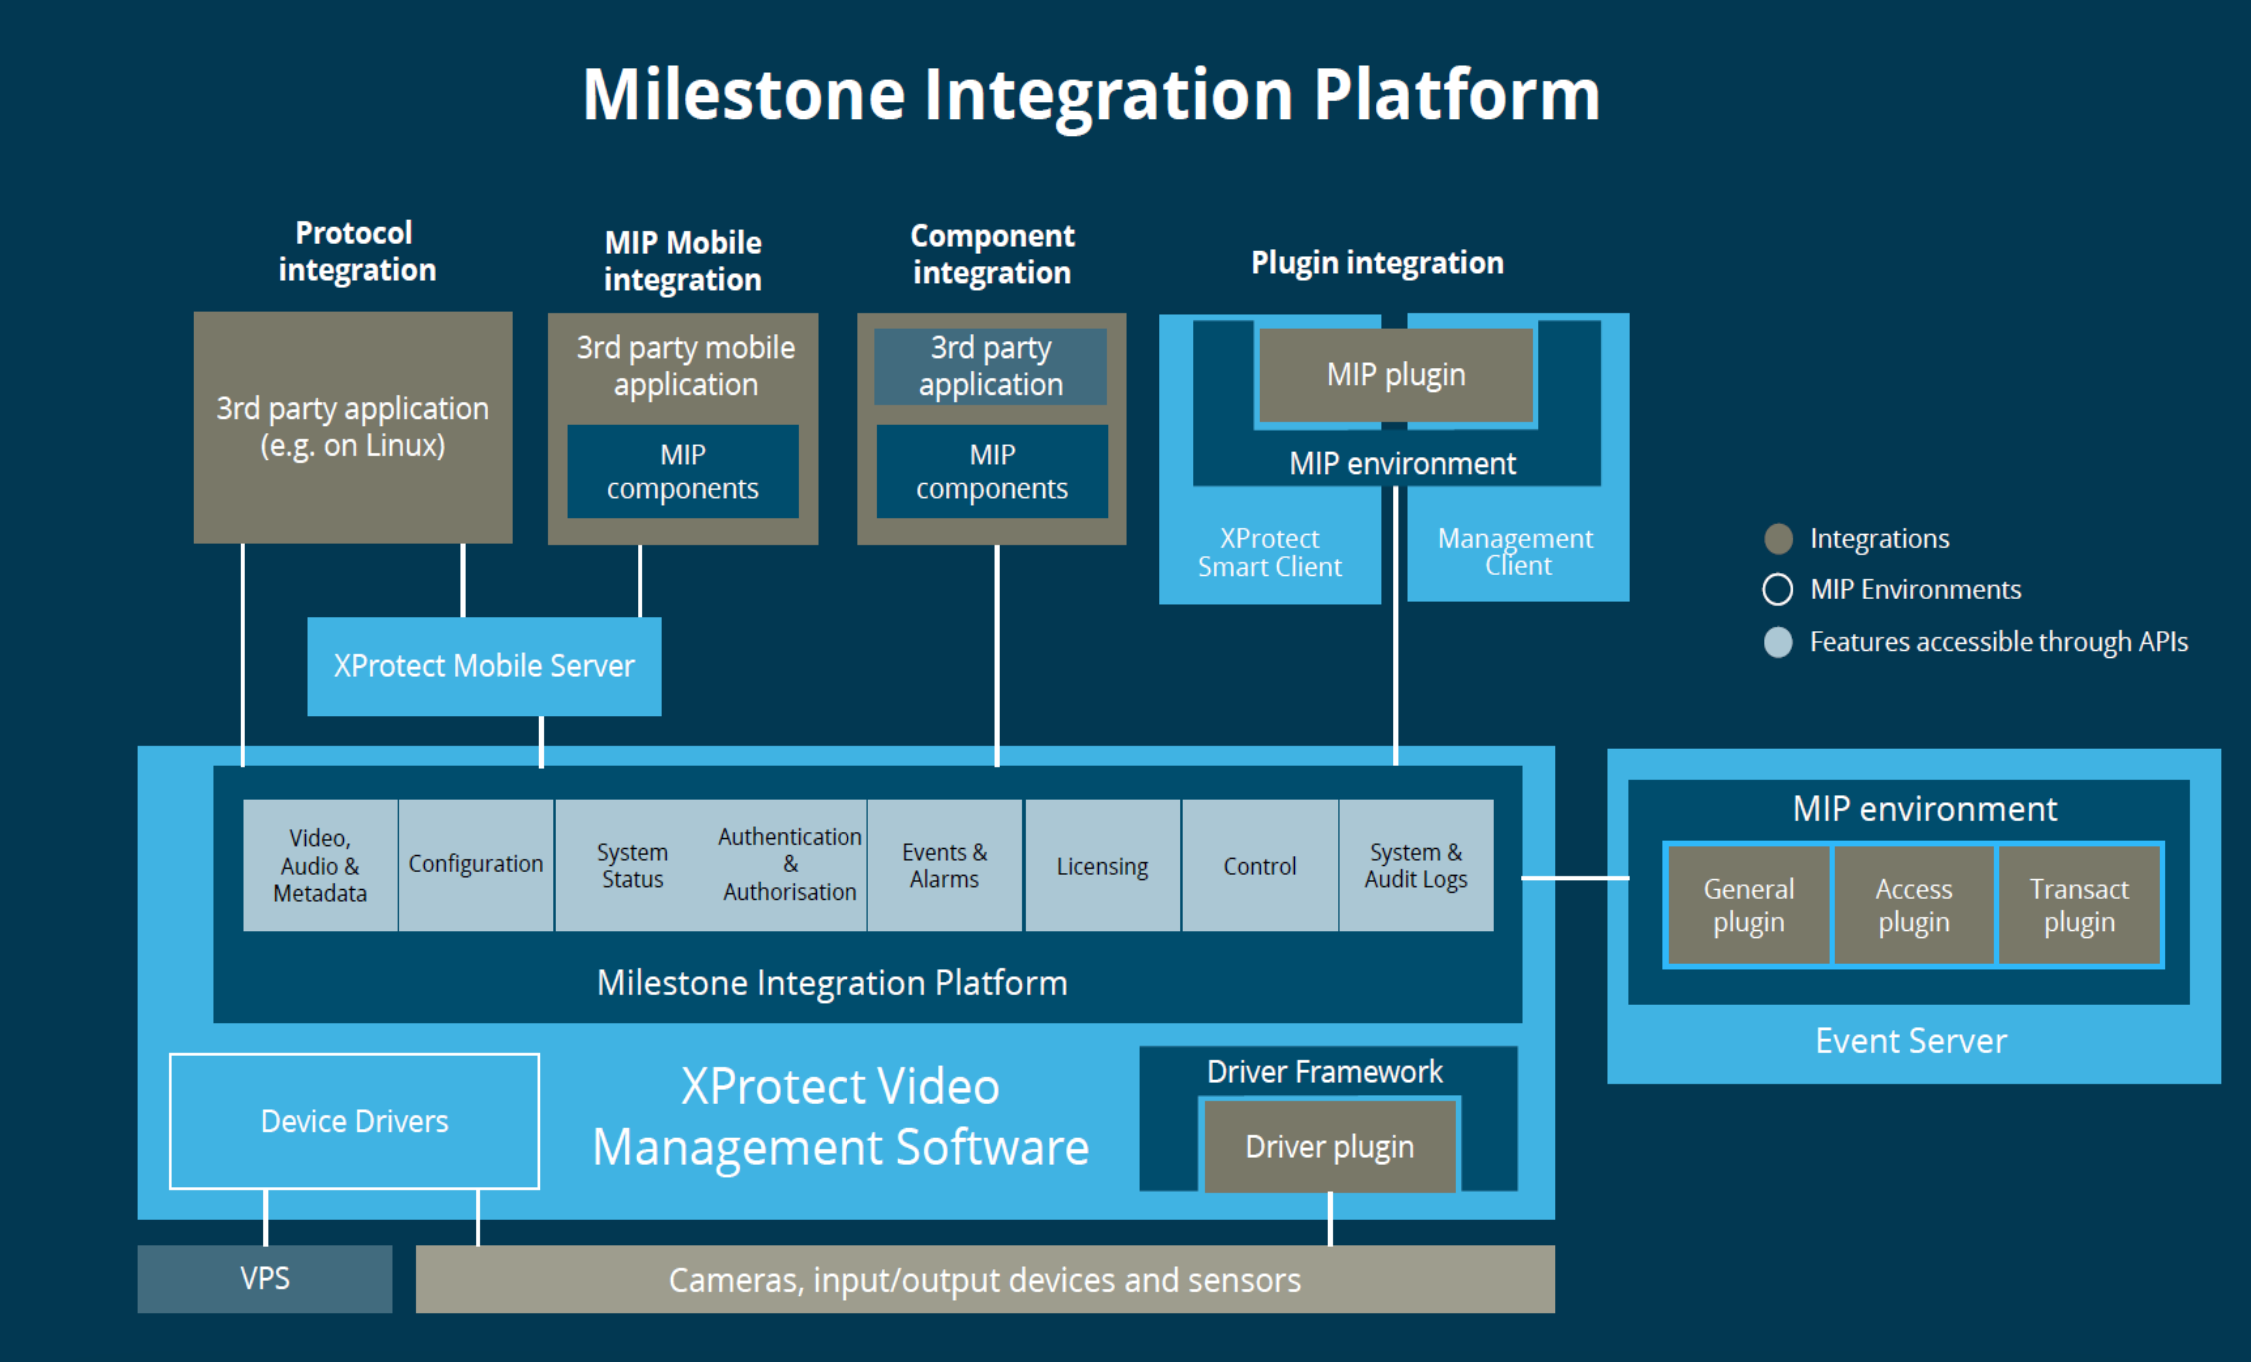 Milestone Integration Platform
Protocol
integration
MIP Mobile
integration
Component
integration
Plugin integration
3rd party application
(e.g. on Linux)
3rd party mobile
application
MIP
components
3rd party
application
MIP
components
MIP plugin
MIP environment
XProtect
Smart Client
Management
Client
Integrations
MIP Environments
Features accessible through APIs
XProtect Mobile Server
Video,
Audio &
Metadata
Configuration
System
Status
Authentication
&
Authorisation
Events &
Alarms
Licensing
Control
System &
Audit Logs
Milestone Integration Platform
MIP environment
General
plugin
Access
plugin
Transact
plugin
Event Server
Device Drivers
XProtect Video
Management Software
Driver Framework
Driver plugin
VPS
Cameras, input/output devices and sensors